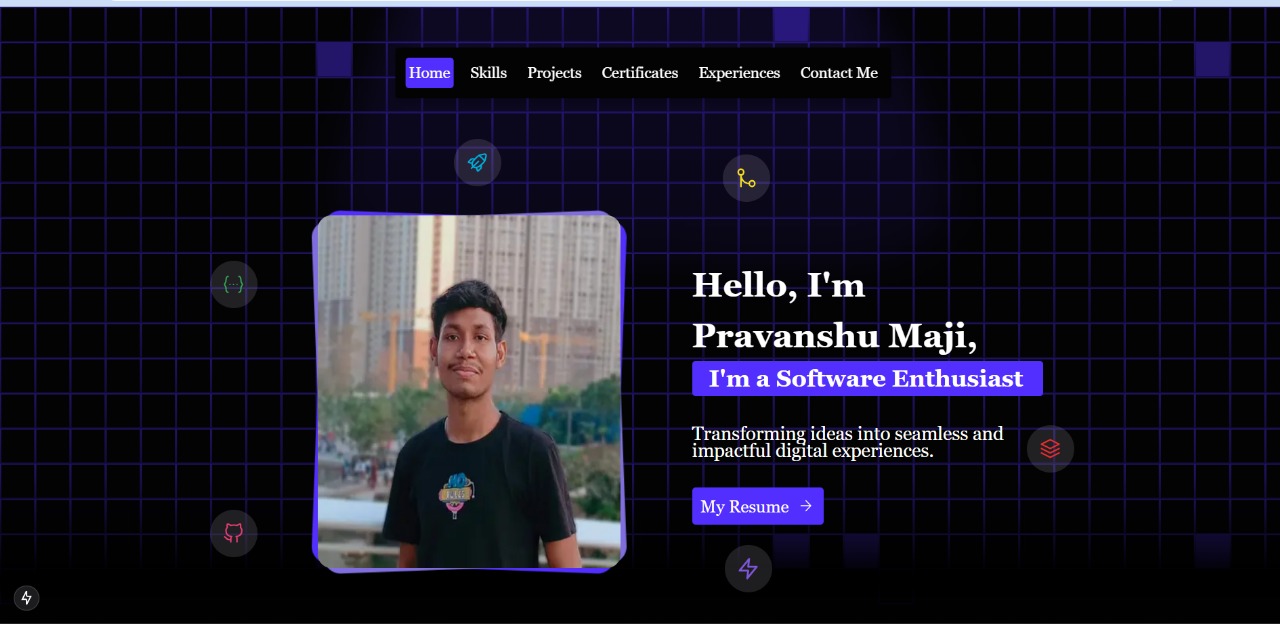 Home Skills Projects Certificates Experiences Contact Me
Hello, I'm
Pravanshu Maji,
I'm a Software Enthusiast
Transforming ideas into seamless and
impactful digital experiences.
My Resume